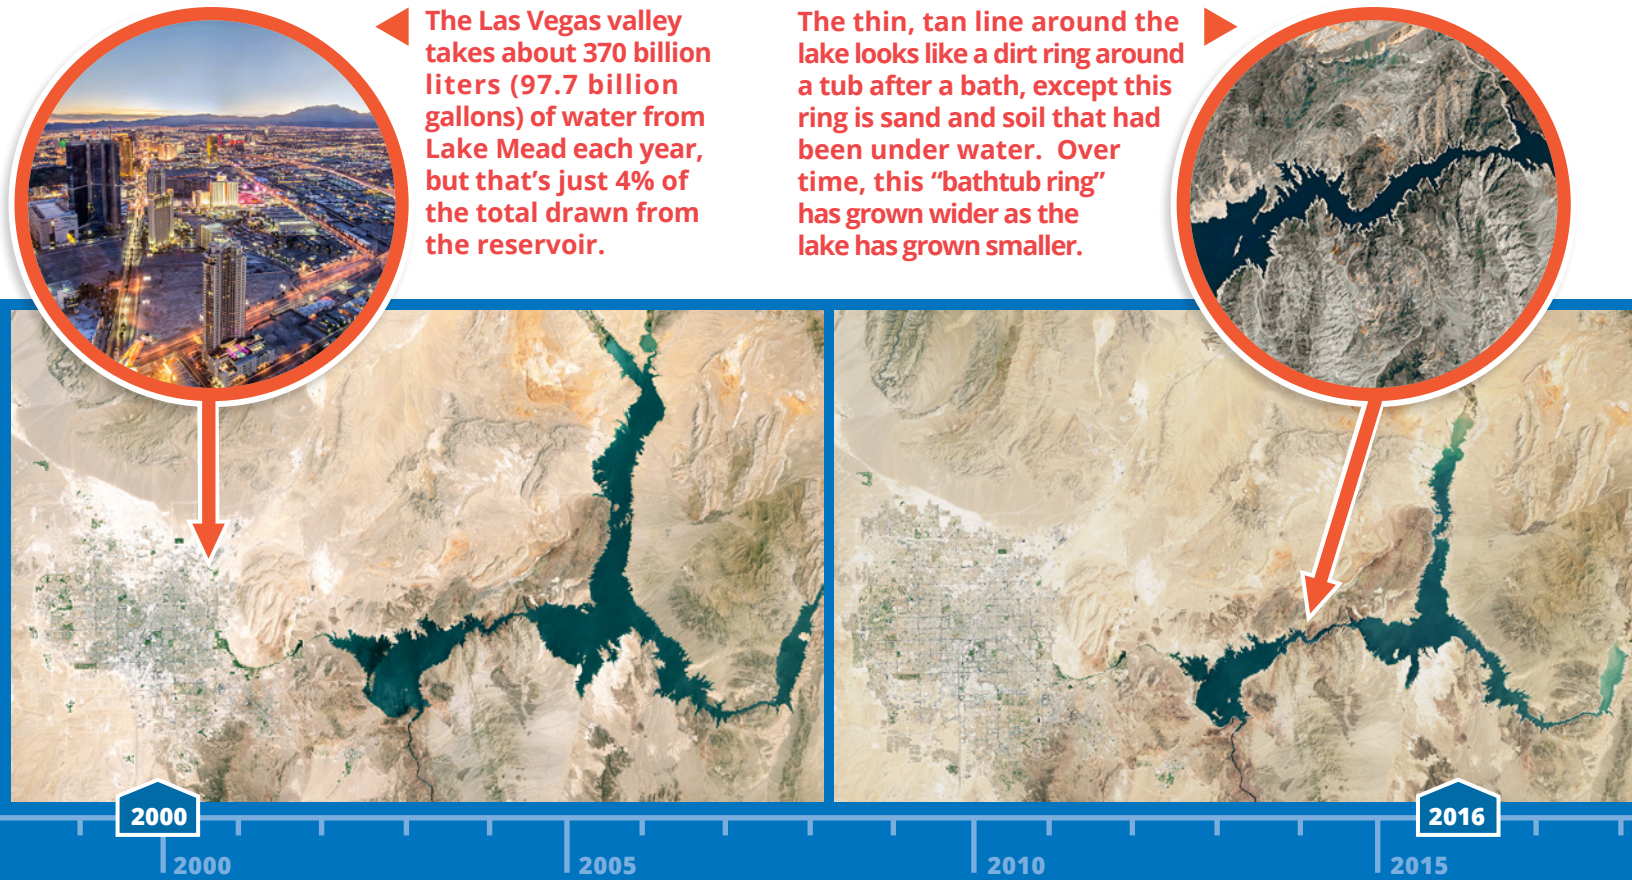 The Las Vegas valley
takes about 370 billion
liters (97.7 billion
gallons) of water from
Lake Mead each year,
but that’s just 4% of
the total drawn from
the reservoir.
The thin, tan line around the
lake looks like a dirt ring around
a tub after a bath, except this
ring is sand and soil that had
been under water.  Over
time, this “bathtub ring”
has grown wider as the
lake has grown smaller.
2000
2016
2000
2005
2010
2015